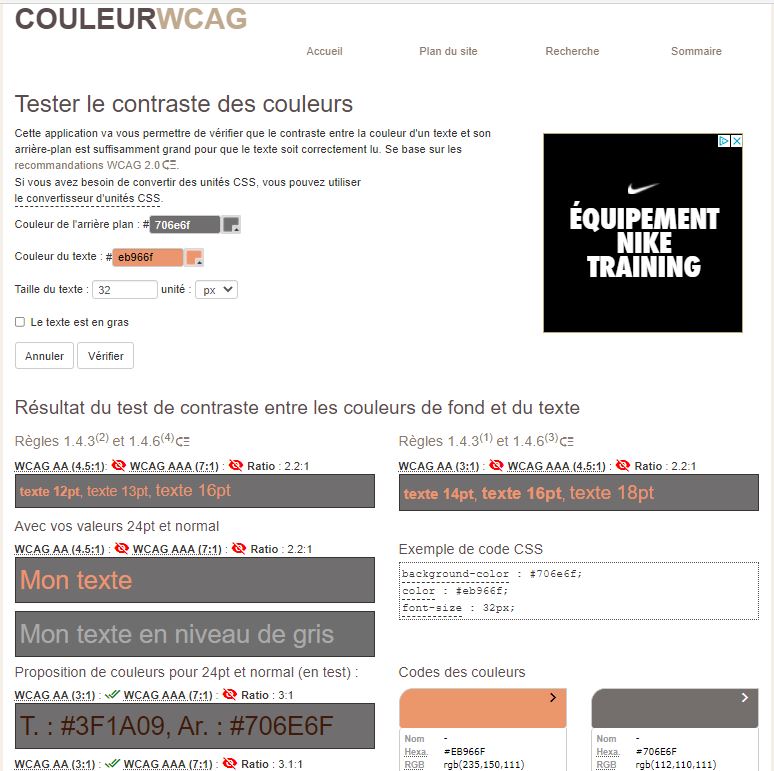 COULEURWCAG
Accueil Plan du site Recherche Sommaire
Tester le contraste des couleurs
Cette application va vous permettre de vérifier que le contraste entre la couleur d'un texte et son
arrière-plan est suffisamment grand pour que le texte soit correctement lu. Se base sur les
recommandations WCAG 2.0.
Si vous avez besoin de convertir des unités CSS, vous pouvez utiliser
le convertisseur d'unités CSS.
Couleur de l'arrière plan : #706e6f
Couleur du texte : #eb966f
Taille du texte : 32 unité : px
Le texte est en gras
Annuler Vérifier
ÉQUIPEMENT
NIKE
TRAINING
Résultat du test de contraste entre les couleurs de fond et du texte
Règles 1.4.3(2) et 1.4.6(4)
WCAG AA (4.5:1): WCAG AAA (7:1) : Ratio : 2.2:1
texte 12pt, texte 13pt, texte 16pt
Avec vos valeurs 24pt et normal
WCAG AA (4.5:1) : WCAG AAA (7:1) : Ratio : 2.2:1
Mon texte
Mon texte en niveau de gris
Proposition de couleurs pour 24pt et normal (en test) :
WCAG AA (3:1) : WCAG AAA (7:1) : Ratio : 3:1
T. : #3F1A09, Ar. : #706E6F
WCAG AA (3:1) : WCAG AAA (7:1) : Ratio : 3.1:1
Règles 1.4.3(1) et 1.4.6(3)
WCAG AA (3:1) : WCAG AAA (4.5:1) : Ratio : 2.2:1
texte 14pt, texte 16pt, texte 18pt
Exemple de code CSS
background-color : #706e6f;
color : #eb966f;
font-size : 32px;
Codes des couleurs
Nom -
Hexa. #EB966F
RGB rgb(235,150,111)
Nom -
Hexa. #706E6F
RGB rgb(112,110,111)